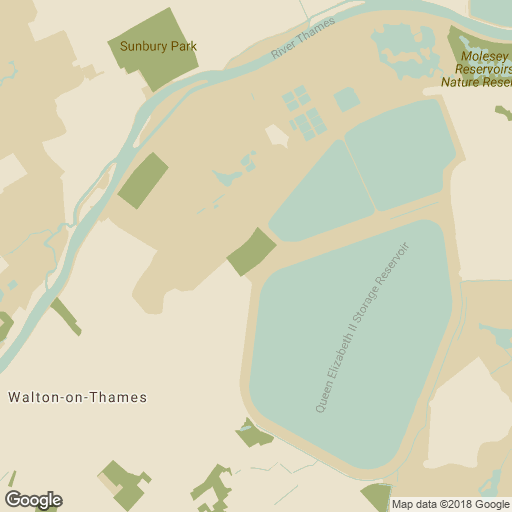 Sunbury Park
River Thames
Molesey
Reservoirs
Nature Reser
Queen Elizabeth II Storage Reservoir
Walton-on-Thames
Google
Map data ©2018 Google